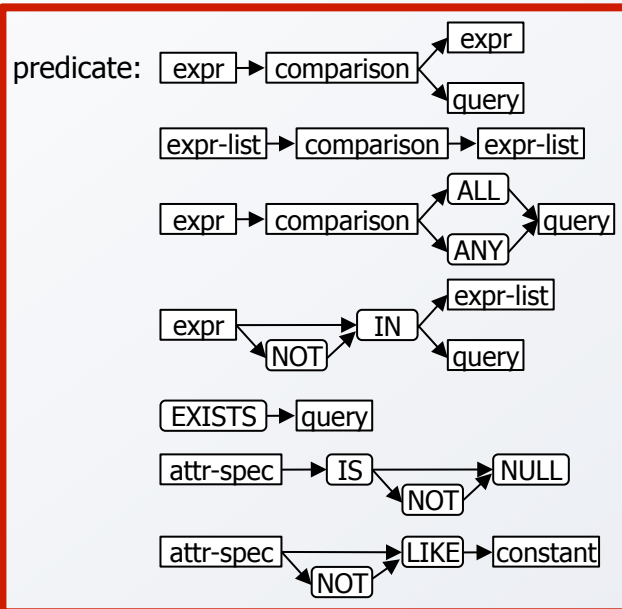 expr
predicate: expr comparison
query
expr-list comparison expr-list
ALL
expr comparison query
ANY
expr-list
expr IN
NOT query
EXISTS query
attr-spec IS NULL
NOT
attr-spec LIKE constant
NOT